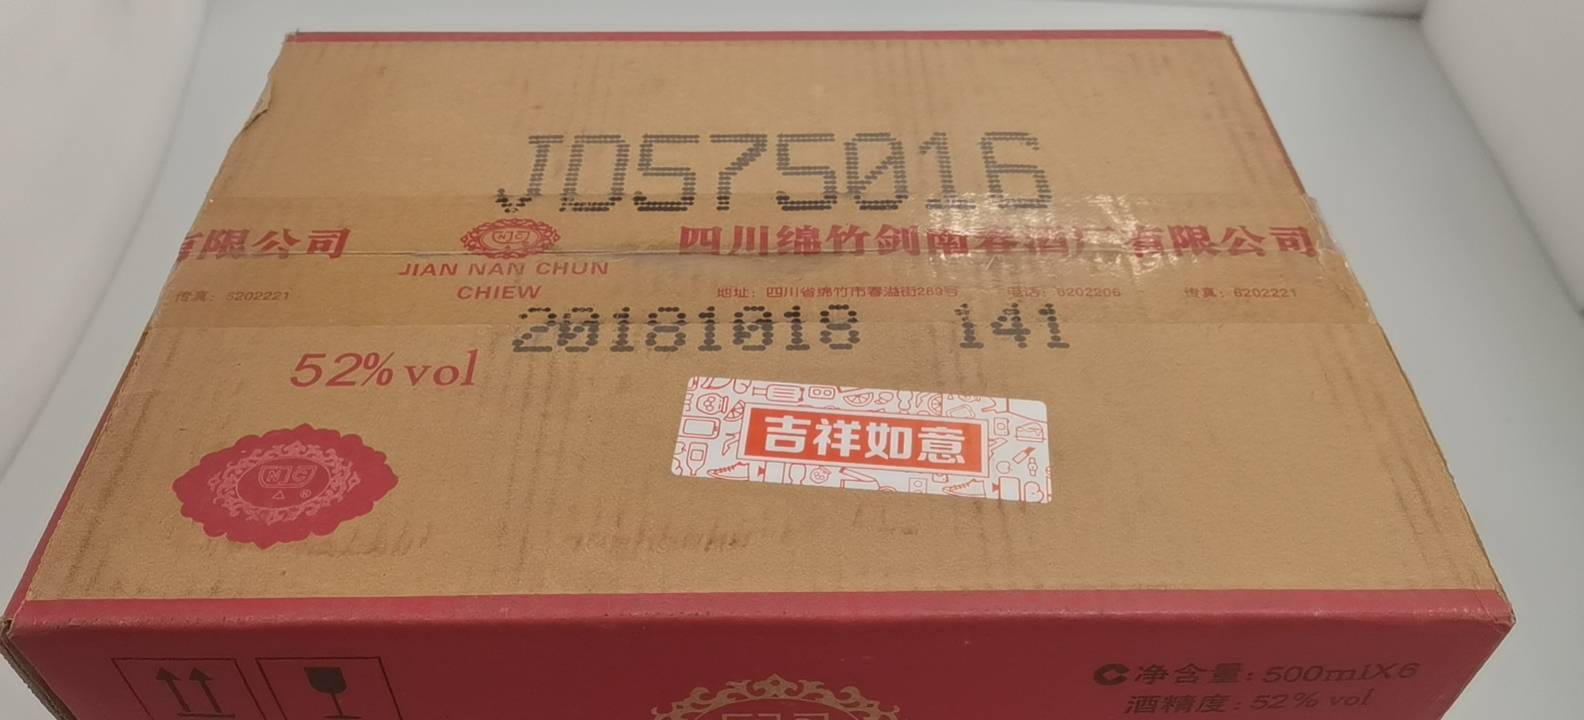 JD575016
有限公司
NJC
JIAN NAN CHUN
CHIEW
四川绵竹剑南春酒厂有限公司
传真：6202221
地址：四川省绵竹市春溢街289号 电话：6202206 传真：6202221
20181018 141
52% vol
吉祥如意
NJC
®
净含量：500mlX6
酒精度：52% vol